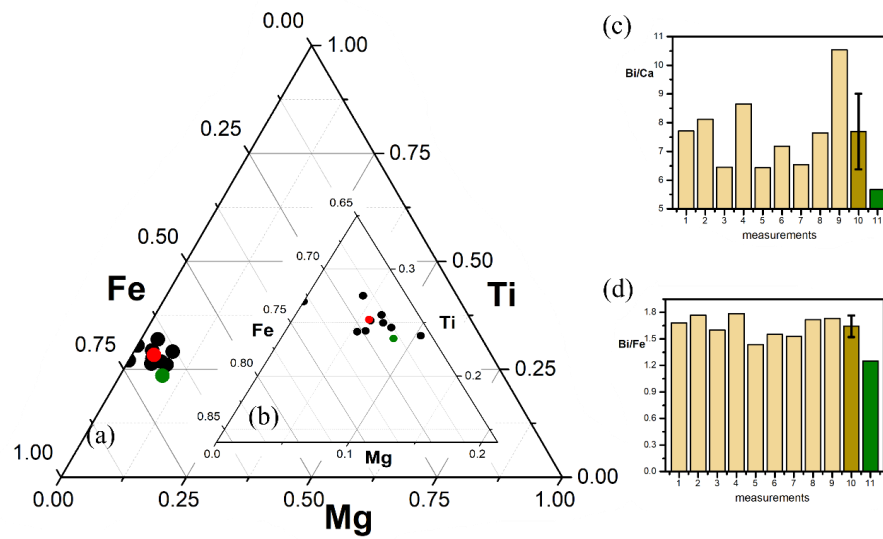 0.00
1.00
0.25
0.75
0.50
0.50
Fe
Ti
0.75
0.25
(a)
1.00
0.00
0.00
0.25
0.50
0.75
1.00
Mg
0.65
0.70
0.3
0.75
Fe
Ti
0.80
0.2
0.85
(b)
0.0
0.1
0.2
Mg
(c)
11
10
Bi/Ca
9
8
7
6
5
1 2 3 4 5 6 7 8 9 10 11
measurements
(d)
1.8
Bi/Fe
1.5
1.2
0.9
0.6
0.3
0.0
1 2 3 4 5 6 7 8 9 10 11
measurements